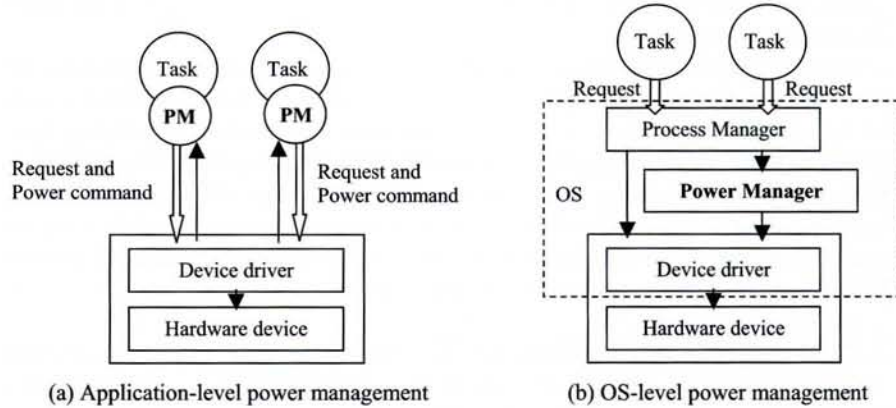 Task
Task
PM
PM
Request and
Power command
Request and
Power command
Device driver
Hardware device
(a) Application-level power management
Task
Task
Request
Request
Process Manager
OS
Power Manager
Device driver
Hardware device
(b) OS-level power management